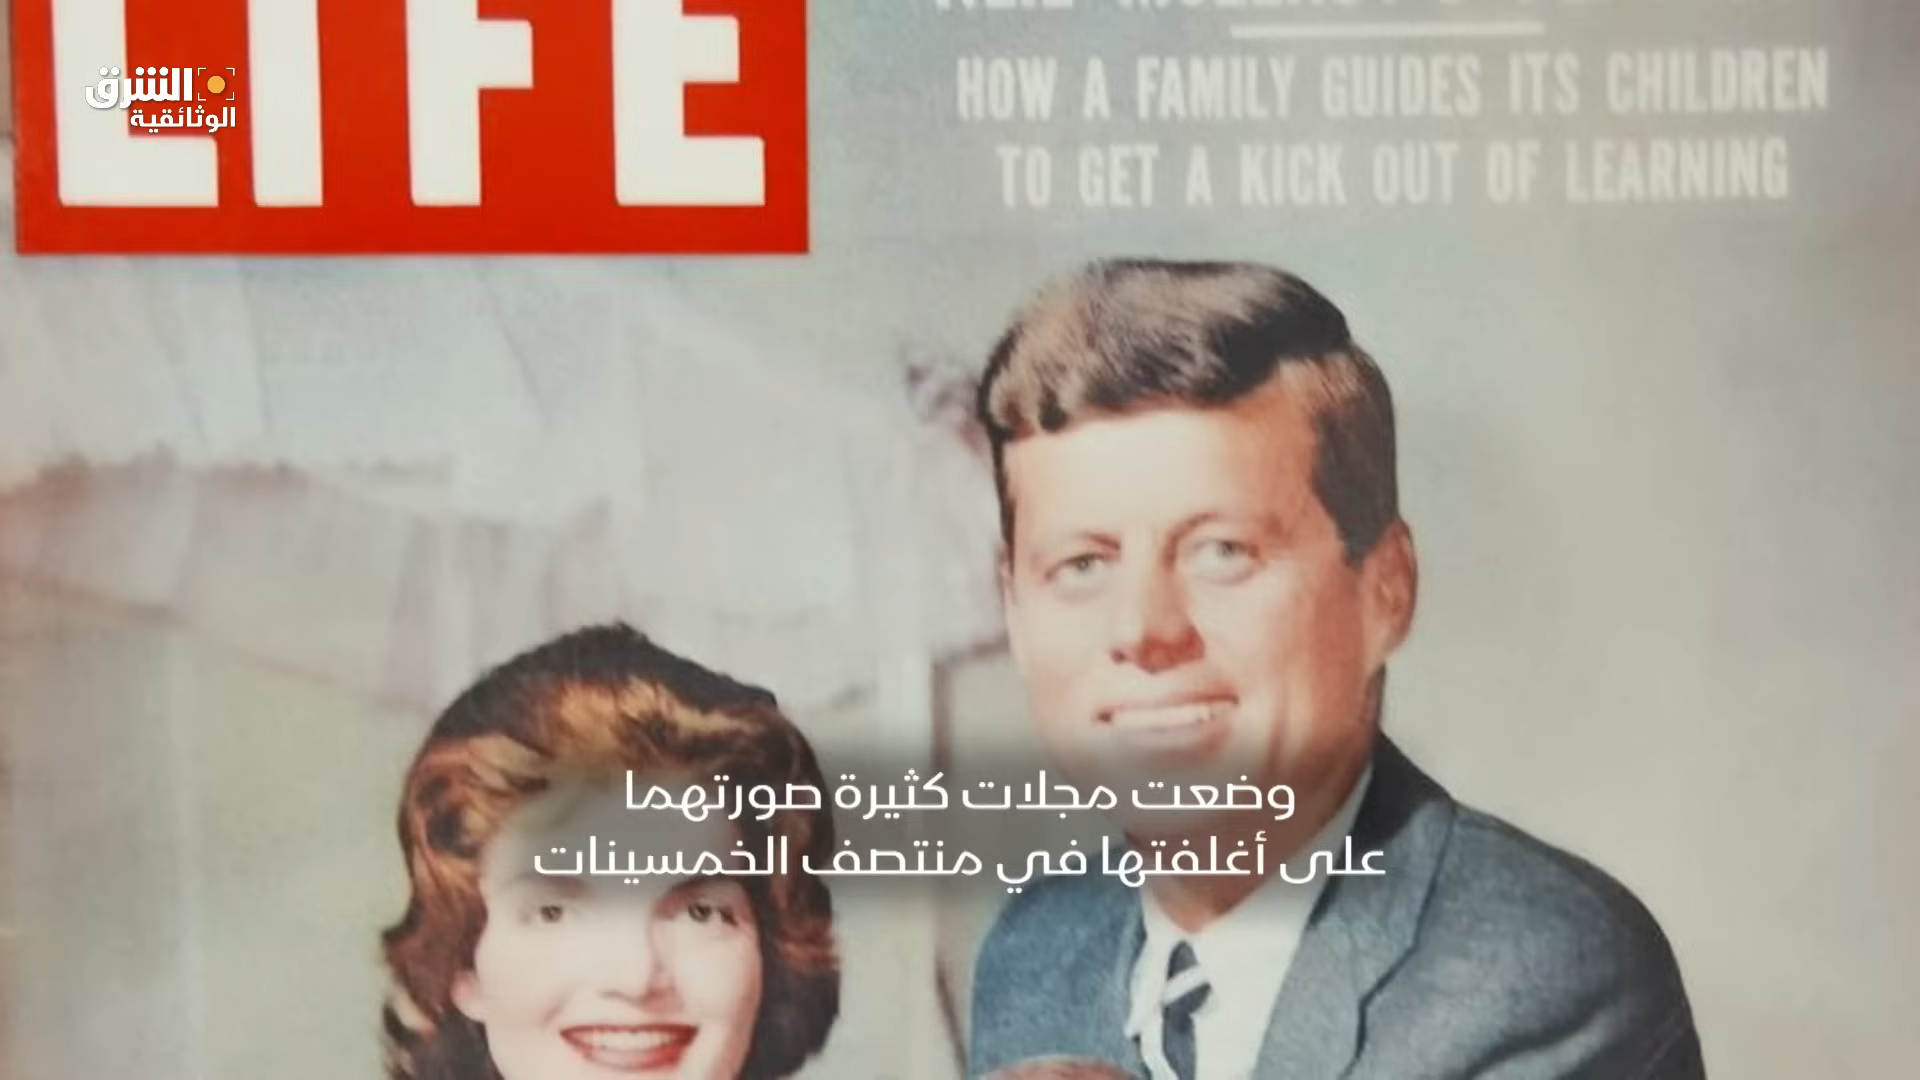 LIFE
HOW A FAMILY GUIDES ITS CHILDREN
TO GET A KICK OUT OF LEARNING
الشرق
الوثائقية
وضعت مجلات كثيرة صورتهما
على أغلفتها في منتصف الخمسينات